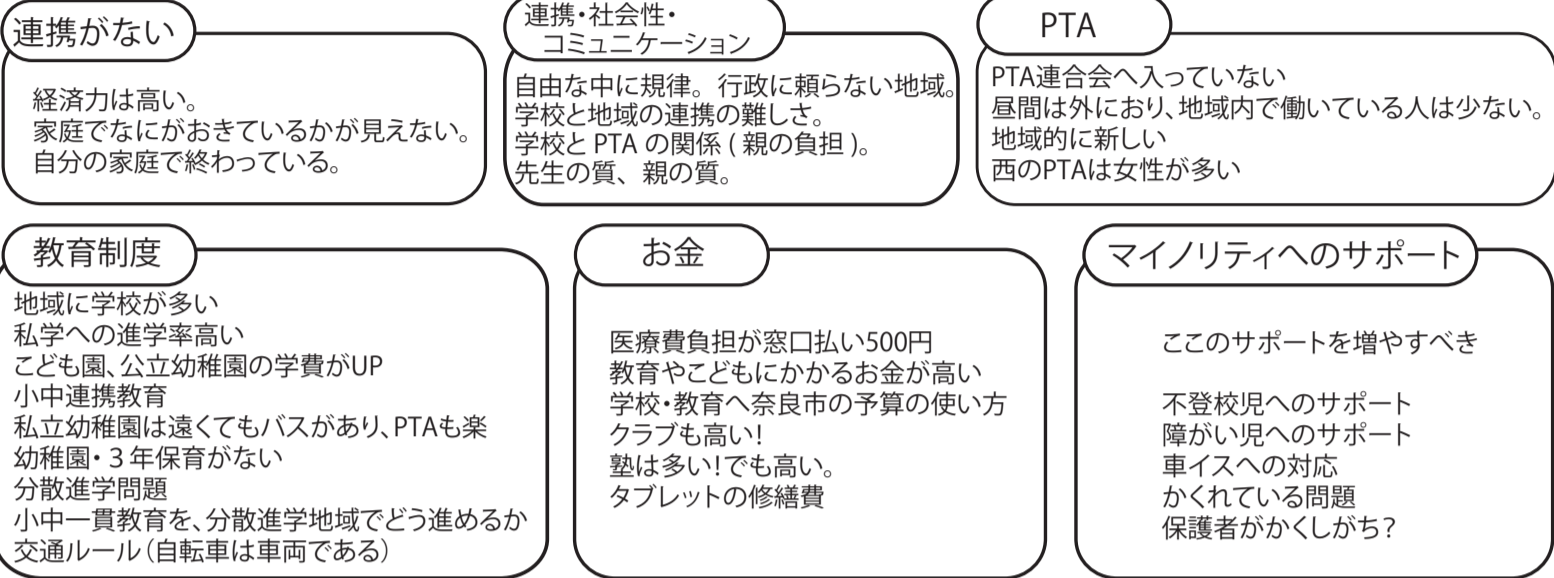 連携がない
経済力は高い。
家庭でなにがおきているかが見えない。
自分の家庭で終わっている。
連携・社会性・
コミュニケーション
自由な中に規律。行政に頼らない地域。
学校と地域の連携の難しさ。
学校と PTA の関係 ( 親の負担 )。
先生の質、親の質。
PTA
PTA連合会へ入っていない
昼間は外におり、地域内で働いている人は少ない。
地域的に新しい
西のPTAは女性が多い
教育制度
地域に学校が多い
私学への進学率高い
こども園、公立幼稚園の学費がUP
小中連携教育
私立幼稚園は遠くてもバスがあり、PTAも楽
幼稚園・３年保育がない
分散進学問題
小中一貫教育を、分散進学地域でどう進めるか
交通ルール（自転車は車両である）
お金
医療費負担が窓口払い500円
教育やこどもにかかるお金が高い
学校・教育へ奈良市の予算の使い方
クラブも高い！
塾は多い！でも高い。
タブレットの修繕費
マイノリティへのサポート
ここのサポートを増やすべき
不登校児へのサポート
障がい児へのサポート
車イスへの対応
かくれている問題
保護者がかくしがち？